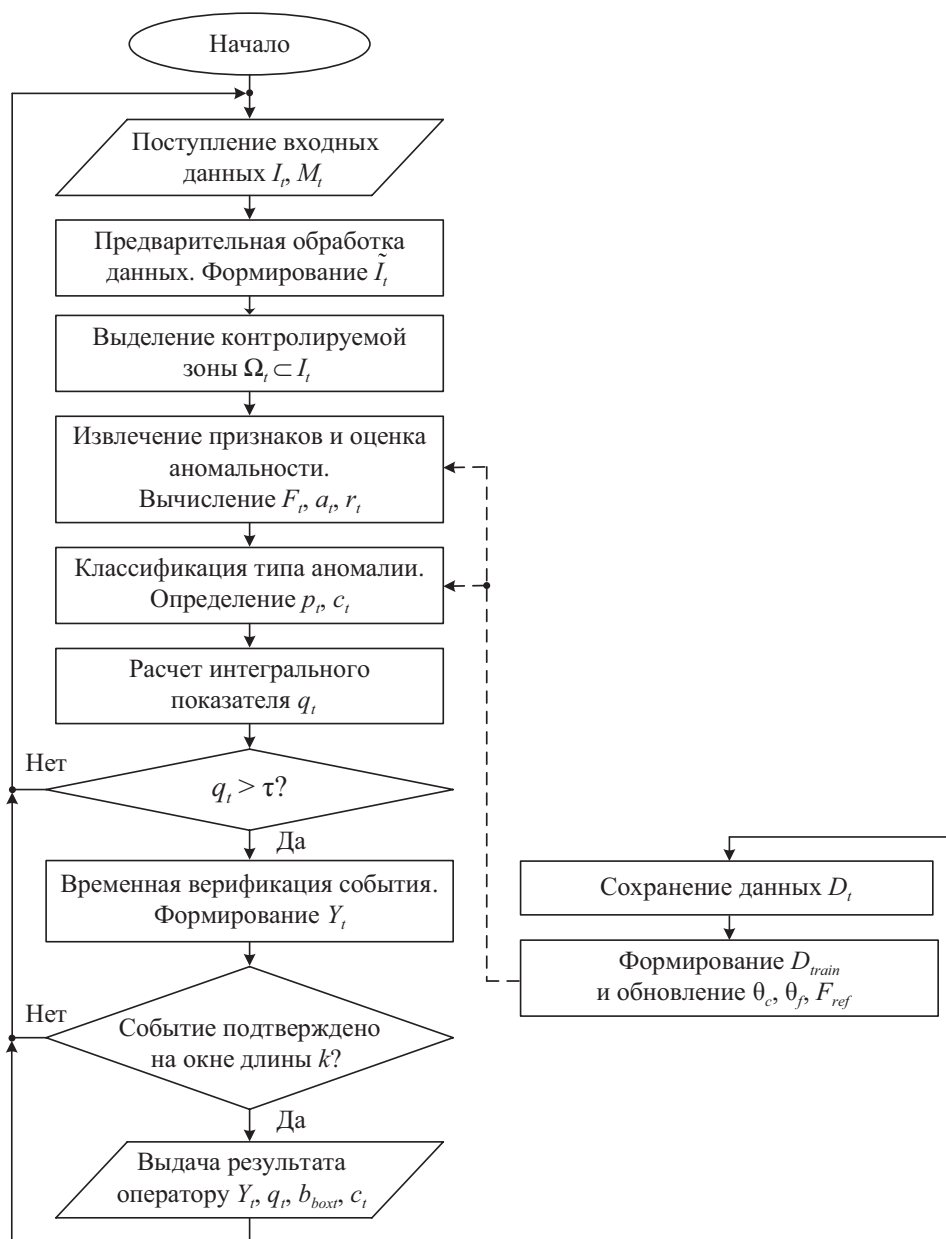 Начало
Поступление входных
данных I_t, M_t
Предварительная обработка
данных. Формирование Ĩ_t
Выделение контролируемой
зоны Ω_t ⊂ I_t
Извлечение признаков и оценка
аномальности.
Вычисление F_t, a_t, r_t
Классификация типа аномалии.
Определение p_t, c_t
Расчет интегрального
показателя q_t
Нет
q_t > τ?
Да
Временная верификация события.
Формирование Y_t
Нет
Событие подтверждено
на окне длины k?
Да
Выдача результата
оператору Y_t, q_t, b_boxt, c_t
Сохранение данных D_t
Формирование D_train
и обновление θ_c, θ_f, F_ref